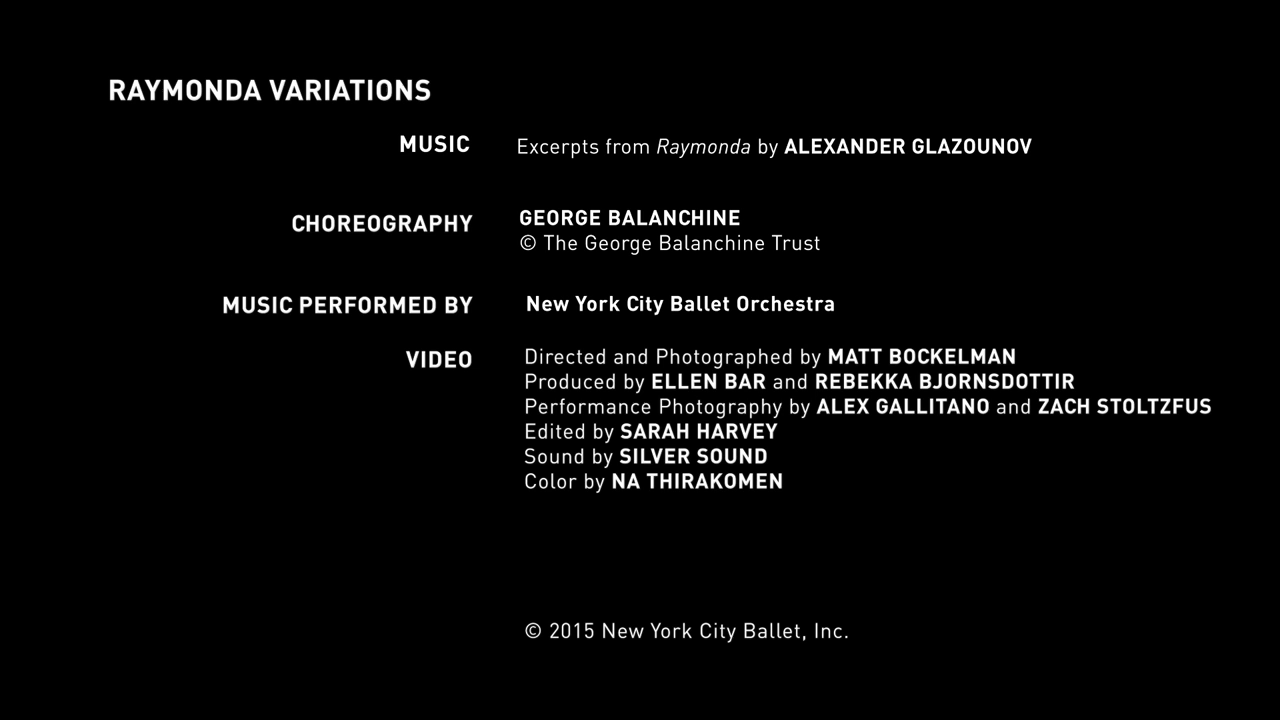 RAYMONDA VARIATIONS
MUSIC Excerpts from Raymonda by ALEXANDER GLAZOUNOV
CHOREOGRAPHY GEORGE BALANCHINE
© The George Balanchine Trust
MUSIC PERFORMED BY New York City Ballet Orchestra
VIDEO Directed and Photographed by MATT BOCKELMAN
Produced by ELLEN BAR and REBEKKA BJORNSDOTTIR
Performance Photography by ALEX GALLITANO and ZACH STOLTZFUS
Edited by SARAH HARVEY
Sound by SILVER SOUND
Color by NA THIRAKOMEN
© 2015 New York City Ballet, Inc.